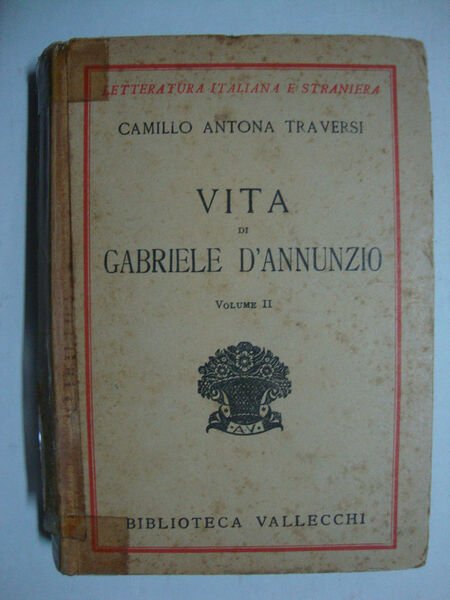 LETTERATURA ITALIANA E STRANIERA
CAMILLO ANTONA TRAVERSI
VITA
DI
GABRIELE D'ANNUNZIO
VOLUME II
·A·V·
BIBLIOTECA VALLECCHI